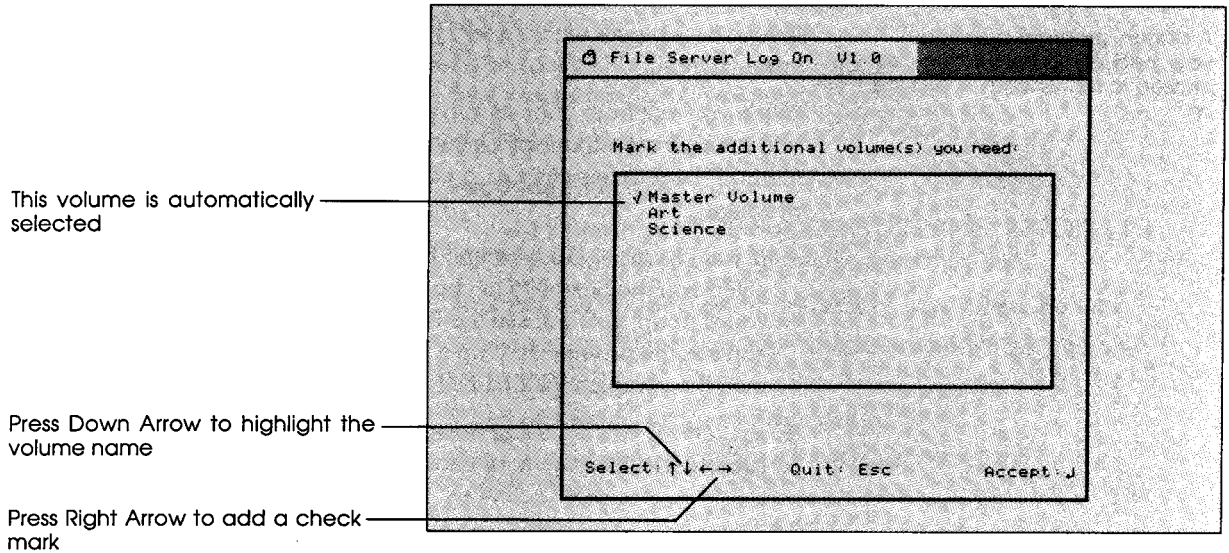 File Server Log On V1.0
Mark the additional volume(s) you need:
This volume is automatically
selected
√ Master Volume
Art
Science
Press Down Arrow to highlight the
volume name
Select: ↑ ↓ ← → Quit: Esc Accept: ↲
Press Right Arrow to add a check
mark